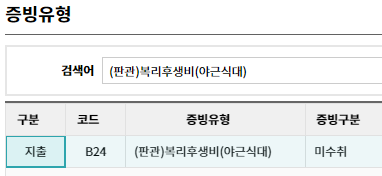 증빙유형
검색어 (판관)복리후생비(야근식대)
구분 코드 증빙유형 증빙구분
지출 B24 (판관)복리후생비(야근식대) 미수취